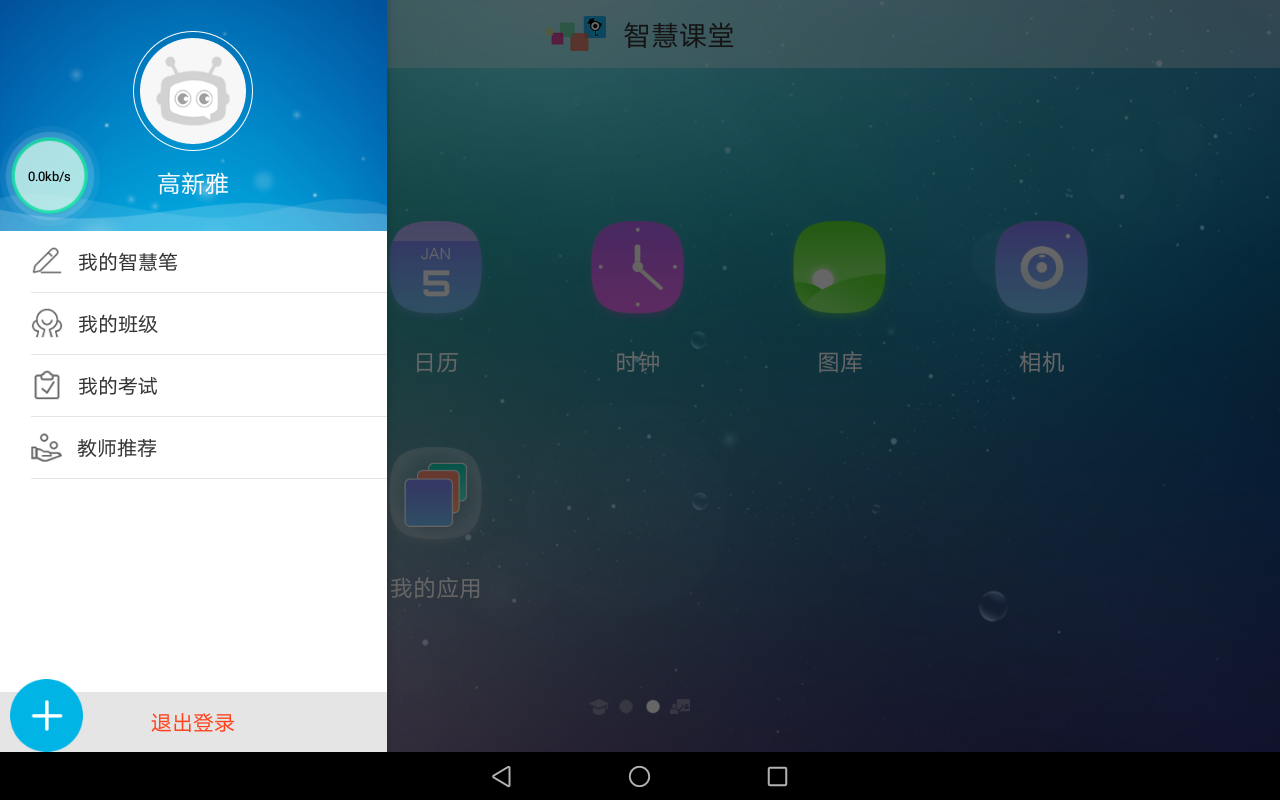 智慧课堂
0.0kb/s
高新雅
我的智慧笔
我的班级
我的考试
教师推荐
退出登录
JAN
5
日历
时钟
图库
相机
我的应用